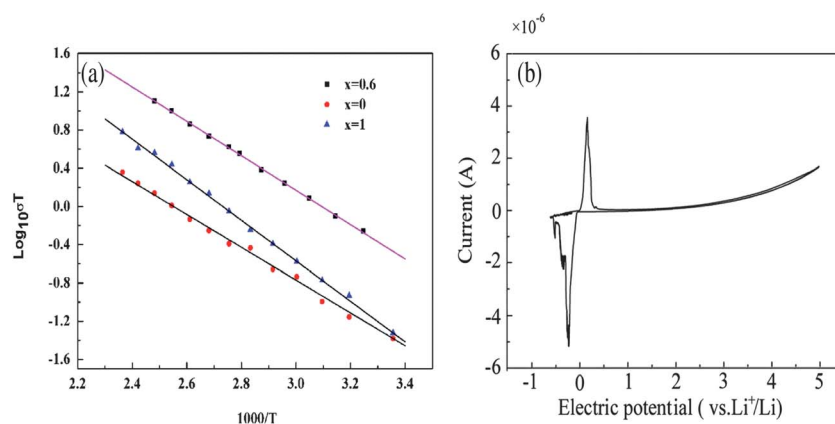 (a)
1.6
1.2
0.8
0.4
0.0
-0.4
-0.8
-1.2
-1.6
Log10σT
x=0.6
x=0
x=1
2.2 2.4 2.6 2.8 3.0 3.2 3.4
1000/T
×10⁻⁶
(b)
6
4
2
0
-2
-4
-6
Current (A)
-1 0 1 2 3 4 5
Electric potential ( vs.Li⁺/Li)